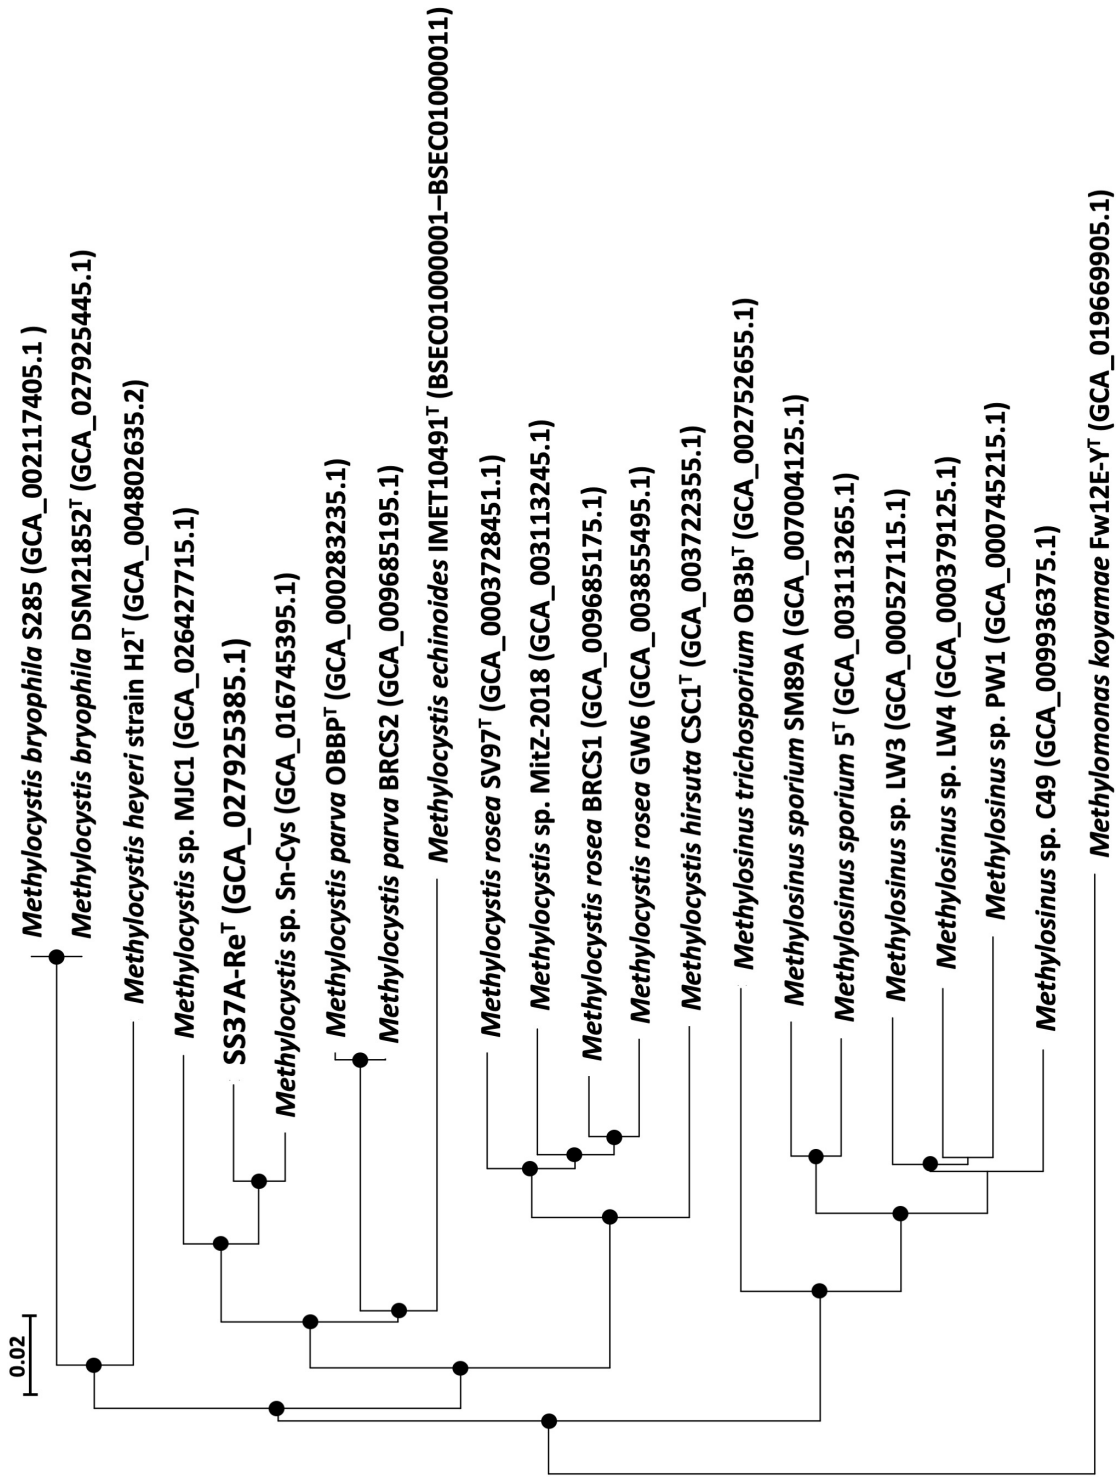 Methylocystis bryophila S285 (GCA_002117405.1 )
Methylocystis bryophila DSM21852ᵀ (GCA_027925445.1)
Methylocystis heyeri strain H2ᵀ (GCA_004802635.2)
Methylocystis sp. MJC1 (GCA_026427715.1)
SS37A-Reᵀ (GCA_027925385.1)
Methylocystis sp. Sn-Cys (GCA_016745395.1)
Methylocystis parva OBBPᵀ (GCA_000283235.1)
Methylocystis parva BRCS2 (GCA_009685195.1)
Methylocystis echinoides IMET10491ᵀ (BSEC01000001–BSEC01000011)
Methylocystis rosea SV97ᵀ (GCA_000372845​1.1)
Methylocystis sp. MitZ-2018 (GCA_003113245.1)
Methylocystis rosea BRCS1 (GCA_009685175.1)
Methylocystis rosea GW6 (GCA_003855495.1)
Methylocystis hirsuta CSC1ᵀ (GCA_003722355.1)
Methylosinus trichosporium OB3bᵀ (GCA_002752655.1)
Methylosinus sporium SM89A (GCA_007004125.1)
Methylosinus sporium 5ᵀ (GCA_003113265.1)
Methylosinus sp. LW3 (GCA_000527115.1)
Methylosinus sp. LW4 (GCA_000379125.1)
Methylosinus sp. PW1 (GCA_000745215.1)
Methylosinus sp. C49 (GCA_009936375.1)
Methylomonas koyamae Fw12E-Yᵀ (GCA_019669905.1)
0.02